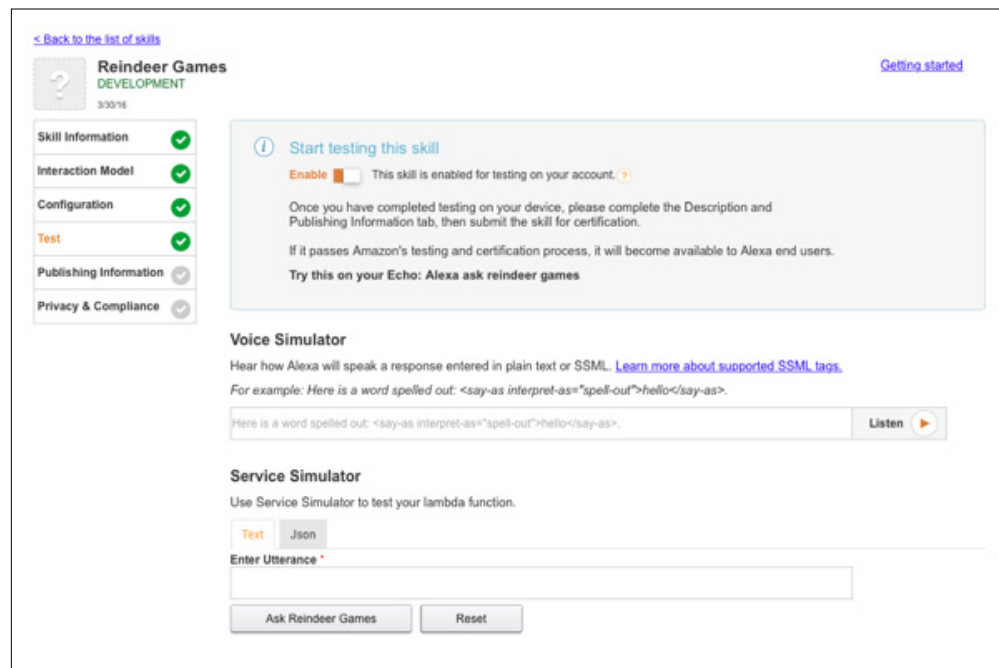 < Back to the list of skills
Getting started
?
Reindeer Games
DEVELOPMENT
3/30/16
Skill Information
Interaction Model
Configuration
Test
Publishing Information
Privacy & Compliance
i
Start testing this skill
Enable This skill is enabled for testing on your account. ?
Once you have completed testing on your device, please complete the Description and
Publishing Information tab, then submit the skill for certification.
If it passes Amazon's testing and certification process, it will become available to Alexa end users.
Try this on your Echo: Alexa ask reindeer games
Voice Simulator
Hear how Alexa will speak a response entered in plain text or SSML. Learn more about supported SSML tags.
For example: Here is a word spelled out: <say-as interpret-as="spell-out">hello</say-as>.
Here is a word spelled out: <say-as interpret-as="spell-out">hello</say-as>.
Listen
Service Simulator
Use Service Simulator to test your lambda function.
Text Json
Enter Utterance *
Ask Reindeer Games Reset